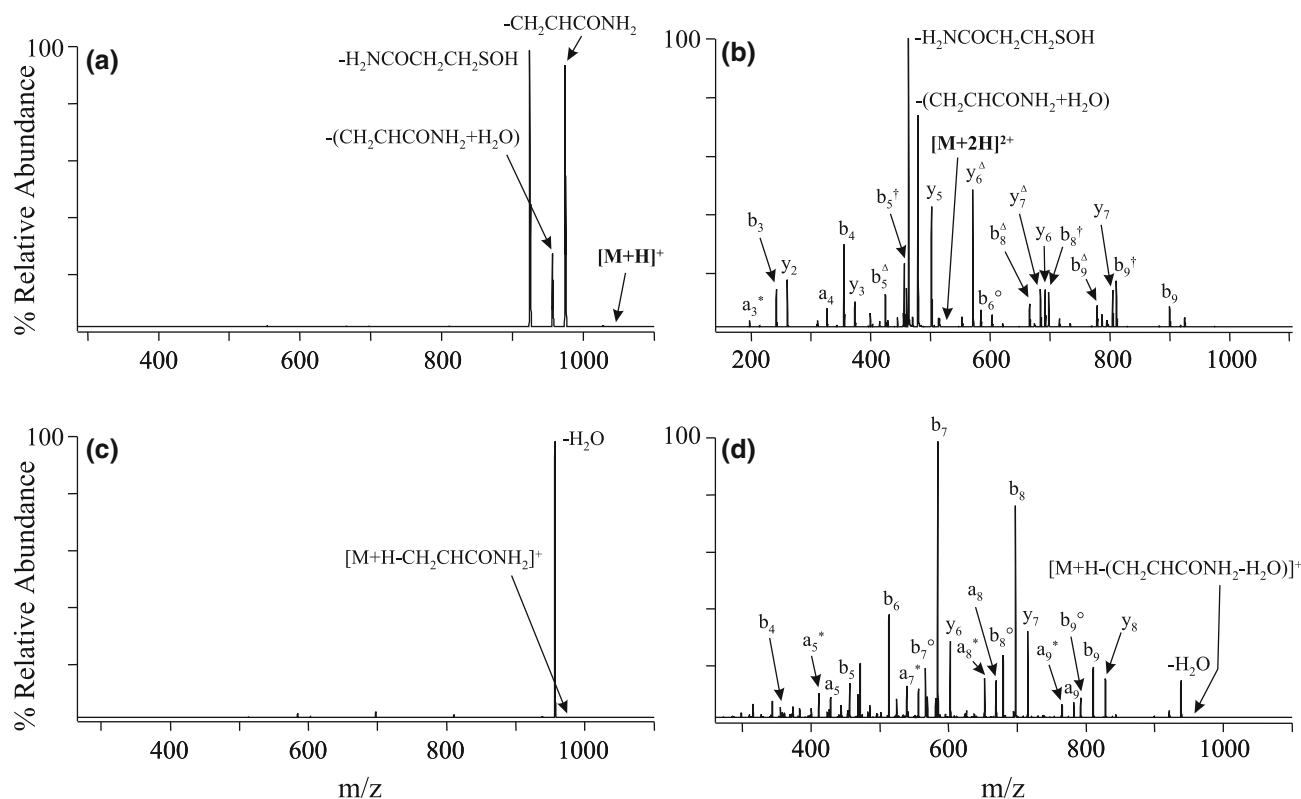 (a)
% Relative Abundance
100
-CH₂CHCONH₂
-H₂NCOCH₂CH₂SOH
-(CH₂CHCONH₂+H₂O)
[M+H]⁺
400 600 800 1000
(b)
100
-H₂NCOCH₂CH₂SOH
-(CH₂CHCONH₂+H₂O)
[M+2H]²⁺
a₃*
b₃
y₂
a₄
b₄
y₃
b₅Δ
b₅†
y₅
y₆Δ
b₆°
b₈Δ
y₇Δ
y₆
b₈†
b₉Δ
y₇
b₉†
b₉
200 400 600 800 1000
(c)
% Relative Abundance
100
-H₂O
[M+H-CH₂CHCONH₂]⁺
400 600 800 1000
m/z
(d)
100
b₄
a₅*
a₅
b₅
b₆
a₇*
b₇°
b₇
y₆
a₈*
a₈
b₈°
b₈
y₇
a₉*
a₉
b₉°
b₉
y₈
-H₂O
[M+H-(CH₂CHCONH₂-H₂O)]⁺
400 600 800 1000
m/z